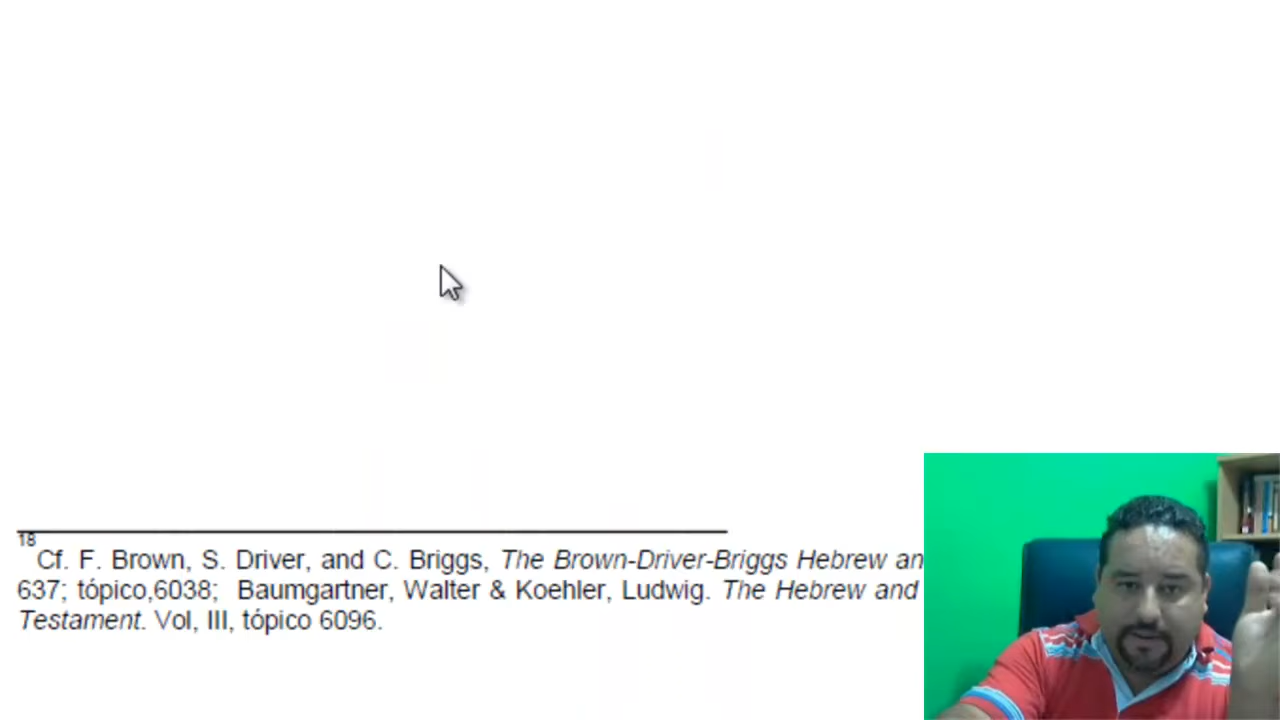 18
Cf. F. Brown, S. Driver, and C. Briggs, The Brown-Driver-Briggs Hebrew an
637; tópico,6038; Baumgartner, Walter & Koehler, Ludwig. The Hebrew and
Testament. Vol, III, tópico 6096.